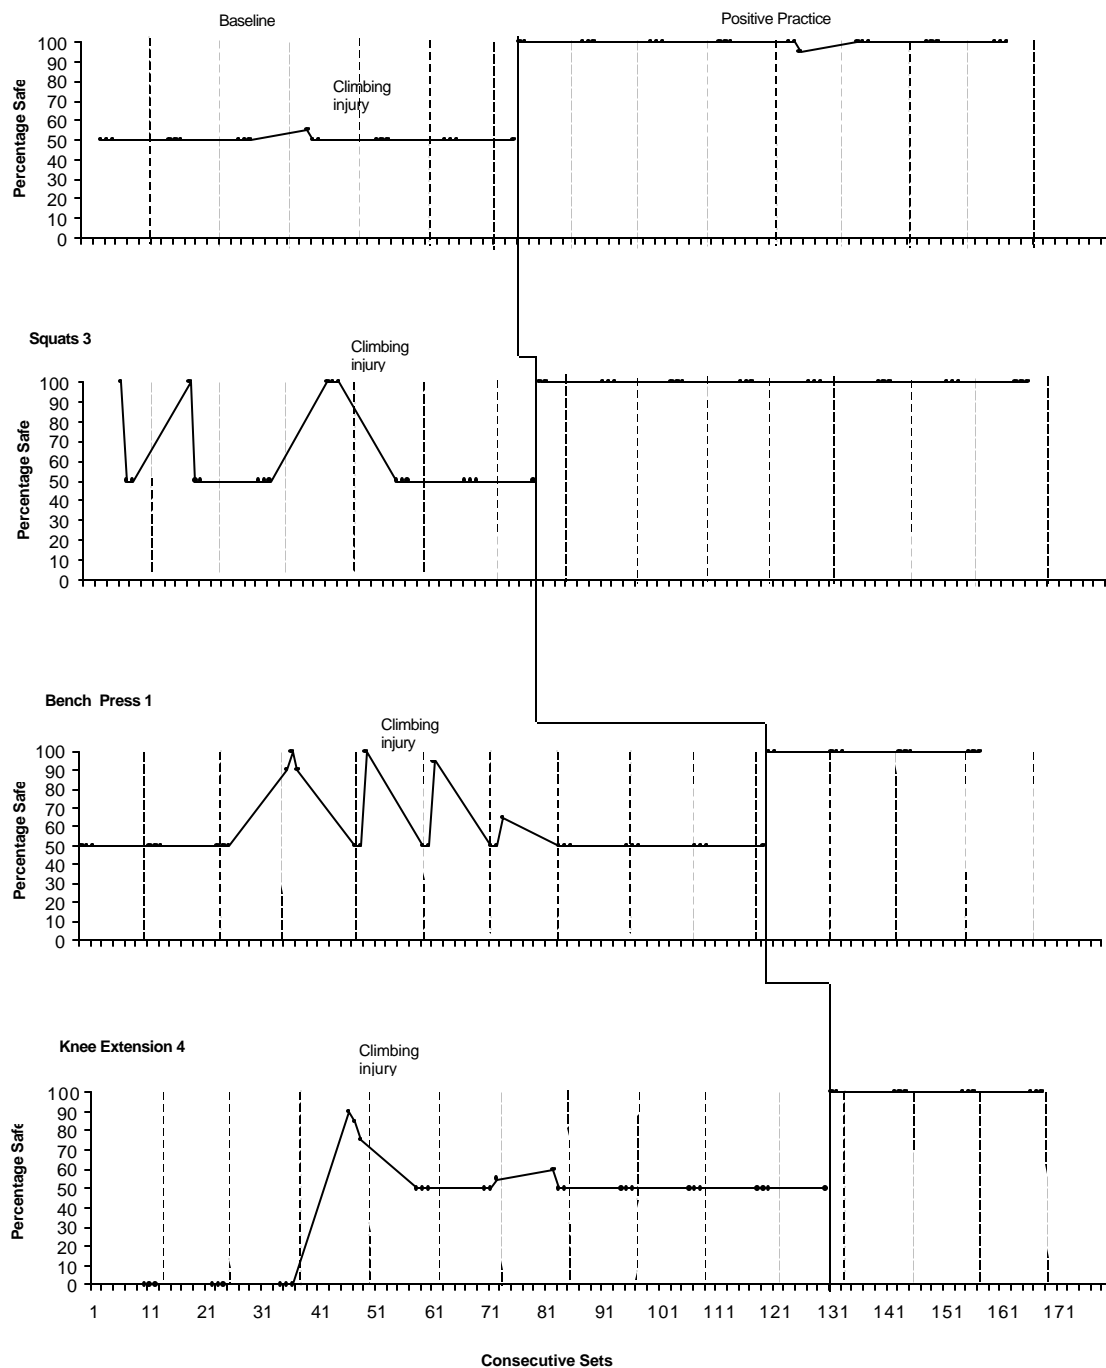 Baseline
Positive Practice
Percentage Safe
100
90
80
70
60
50
40
30
20
10
0
Climbing
injury
Squats 3
Percentage Safe
100
90
80
70
60
50
40
30
20
10
0
Climbing
injury
Bench Press 1
Percentage Safe
100
90
80
70
60
50
40
30
20
10
0
Climbing
injury
Knee Extension 4
Percentage Safe
100
90
80
70
60
50
40
30
20
10
0
Climbing
injury
1 11 21 31 41 51 61 71 81 91 101 111 121 131 141 151 161 171
Consecutive Sets